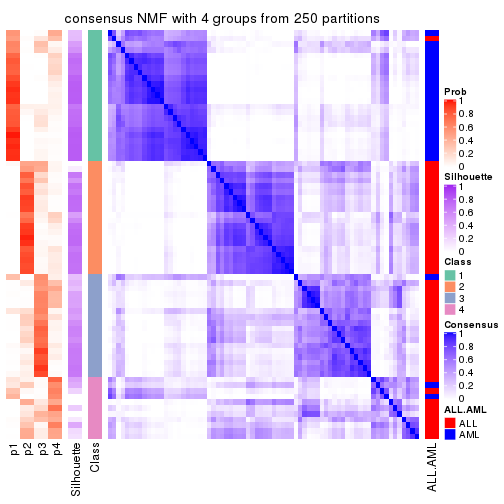 consensus NMF with 4 groups from 250 partitions
Prob
1
0.8
0.6
0.4
0.2
0
Silhouette
1
0.8
0.6
0.4
0.2
0
Class
1
2
3
4
Consensus
1
0.8
0.6
0.4
0.2
0
ALL.AML
ALL
AML
p1
p2
p3
p4
Silhouette
Class
ALL.AML